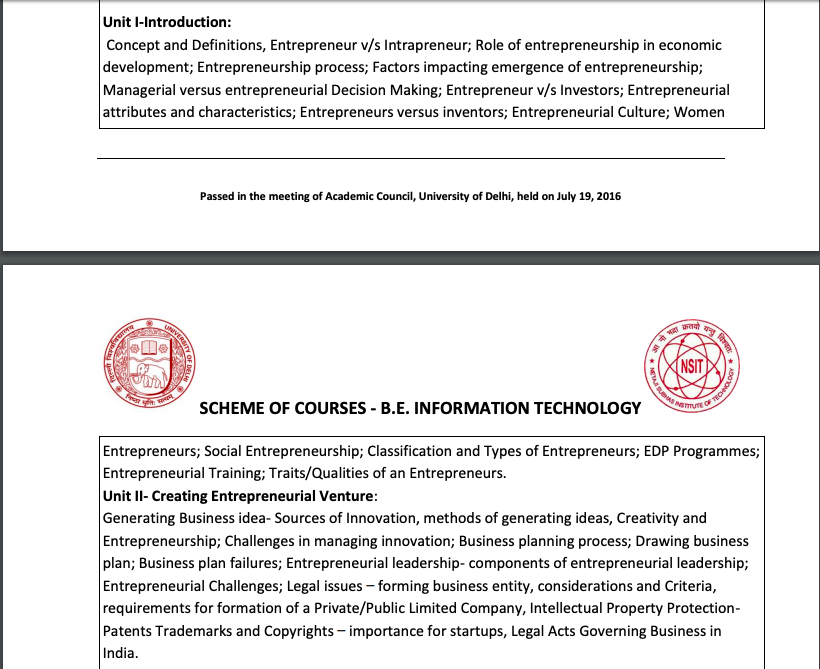 Unit I-Introduction:
Concept and Definitions, Entrepreneur v/s Intrapreneur; Role of entrepreneurship in economic
development; Entrepreneurship process; Factors impacting emergence of entrepreneurship;
Managerial versus entrepreneurial Decision Making; Entrepreneur v/s Investors; Entrepreneurial
attributes and characteristics; Entrepreneurs versus inventors; Entrepreneurial Culture; Women
Passed in the meeting of Academic Council, University of Delhi, held on July 19, 2016
UNIVERSITY OF DELHI
दिल्ली विश्वविद्यालय
निष्ठा धृतिः सत्यम्
आ नो भद्रा क्रतवो यन्तु विश्वतः
NSIT
NETAJI SUBHAS INSTITUTE OF TECHNOLOGY
SCHEME OF COURSES - B.E. INFORMATION TECHNOLOGY
Entrepreneurs; Social Entrepreneurship; Classification and Types of Entrepreneurs; EDP Programmes;
Entrepreneurial Training; Traits/Qualities of an Entrepreneurs.
Unit II- Creating Entrepreneurial Venture:
Generating Business idea- Sources of Innovation, methods of generating ideas, Creativity and
Entrepreneurship; Challenges in managing innovation; Business planning process; Drawing business
plan; Business plan failures; Entrepreneurial leadership- components of entrepreneurial leadership;
Entrepreneurial Challenges; Legal issues – forming business entity, considerations and Criteria,
requirements for formation of a Private/Public Limited Company, Intellectual Property Protection-
Patents Trademarks and Copyrights – importance for startups, Legal Acts Governing Business in
India.